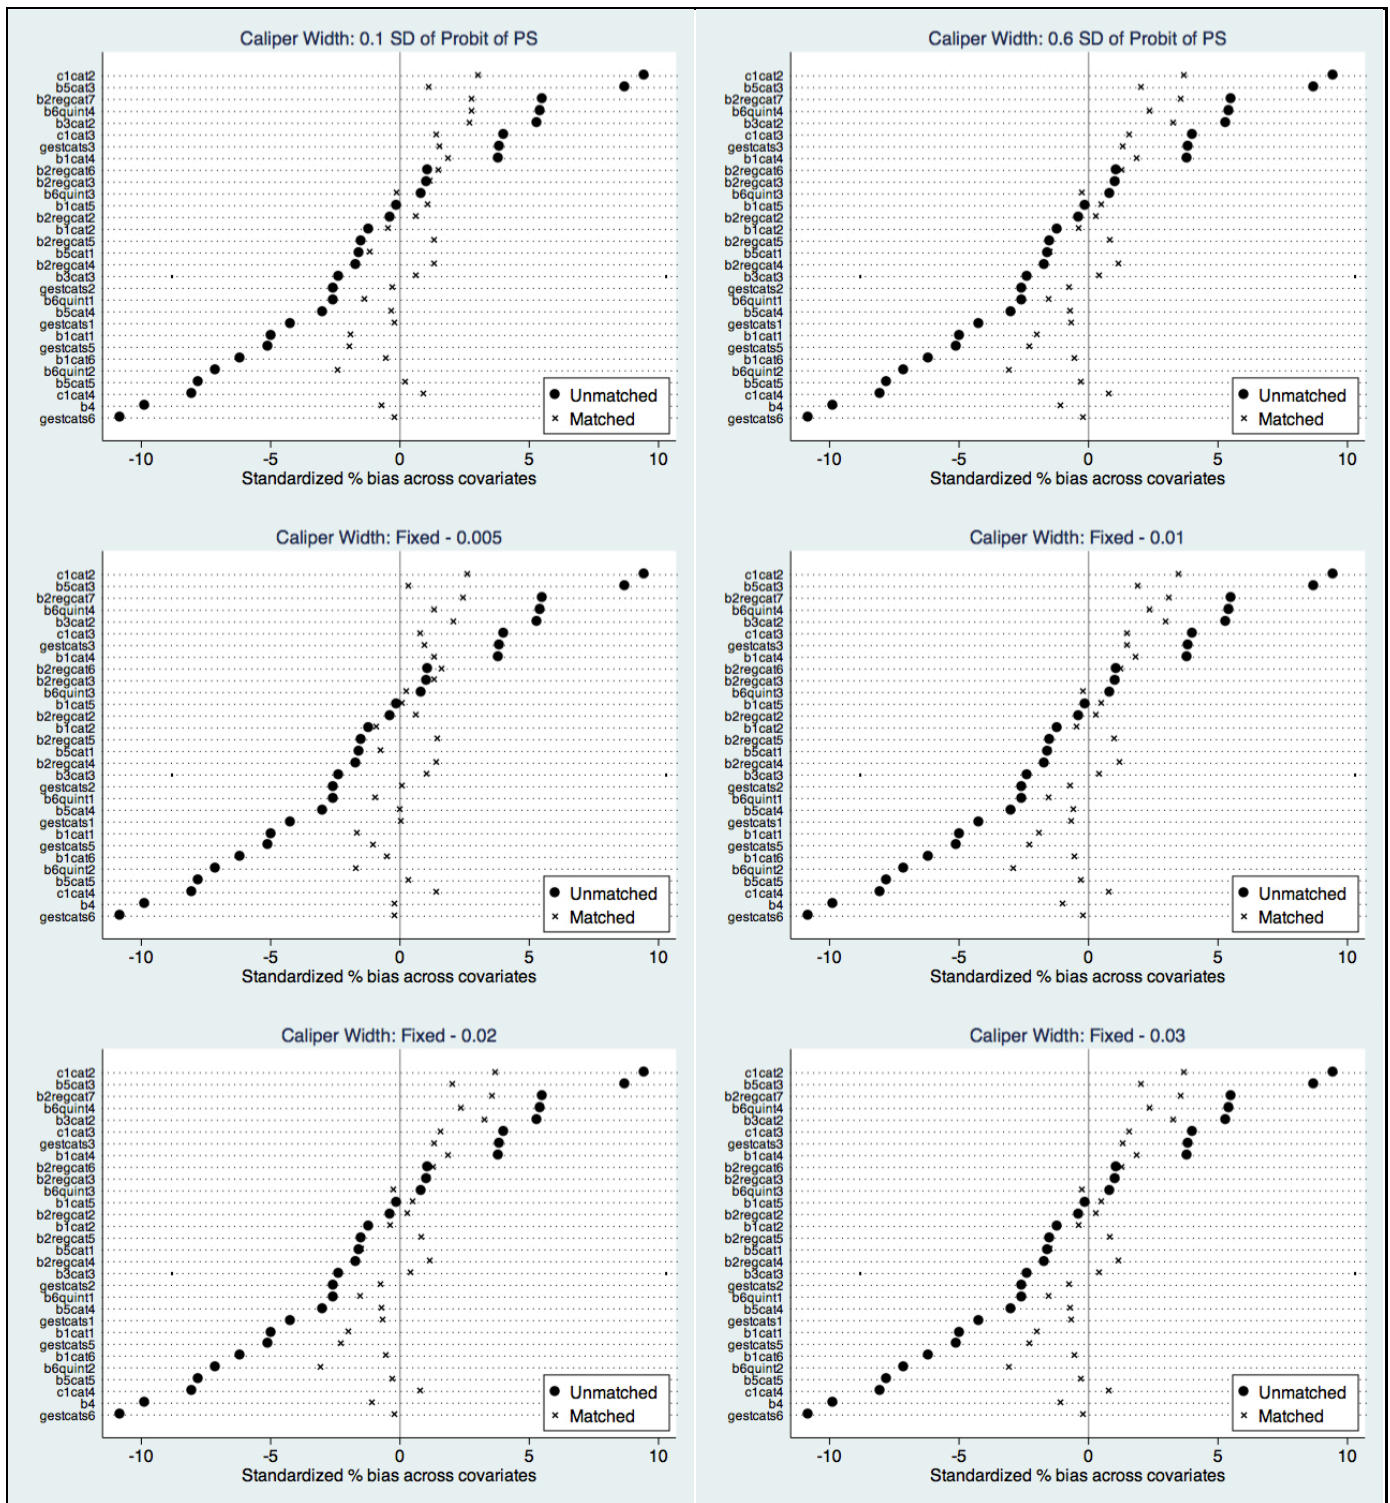 Caliper Width: 0.1 SD of Probit of PS
c1cat2
b5cat3
b2regcat7
b6quint4
b3cat2
c1cat3
gestcats3
b1cat4
b2regcat6
b2regcat3
b6quint3
b1cat5
b2regcat2
b1cat2
b2regcat5
b5cat1
b2regcat4
b3cat3
gestcats2
b6quint1
b5cat4
gestcats1
b1cat1
gestcats5
b1cat6
b6quint2
b5cat5
c1cat4
b4
gestcats6
Unmatched
Matched
-10 -5 0 5 10
Standardized % bias across covariates
Caliper Width: 0.6 SD of Probit of PS
c1cat2
b5cat3
b2regcat7
b6quint4
b3cat2
c1cat3
gestcats3
b1cat4
b2regcat6
b2regcat3
b6quint3
b1cat5
b2regcat2
b1cat2
b2regcat5
b5cat1
b2regcat4
b3cat3
gestcats2
b6quint1
b5cat4
gestcats1
b1cat1
gestcats5
b1cat6
b6quint2
b5cat5
c1cat4
b4
gestcats6
Unmatched
Matched
-10 -5 0 5 10
Standardized % bias across covariates
Caliper Width: Fixed - 0.005
c1cat2
b5cat3
b2regcat7
b6quint4
b3cat2
c1cat3
gestcats3
b1cat4
b2regcat6
b2regcat3
b6quint3
b1cat5
b2regcat2
b1cat2
b2regcat5
b5cat1
b2regcat4
b3cat3
gestcats2
b6quint1
b5cat4
gestcats1
b1cat1
gestcats5
b1cat6
b6quint2
b5cat5
c1cat4
b4
gestcats6
Unmatched
Matched
-10 -5 0 5 10
Standardized % bias across covariates
Caliper Width: Fixed - 0.01
c1cat2
b5cat3
b2regcat7
b6quint4
b3cat2
c1cat3
gestcats3
b1cat4
b2regcat6
b2regcat3
b6quint3
b1cat5
b2regcat2
b1cat2
b2regcat5
b5cat1
b2regcat4
b3cat3
gestcats2
b6quint1
b5cat4
gestcats1
b1cat1
gestcats5
b1cat6
b6quint2
b5cat5
c1cat4
b4
gestcats6
Unmatched
Matched
-10 -5 0 5 10
Standardized % bias across covariates
Caliper Width: Fixed - 0.02
c1cat2
b5cat3
b2regcat7
b6quint4
b3cat2
c1cat3
gestcats3
b1cat4
b2regcat6
b2regcat3
b6quint3
b1cat5
b2regcat2
b1cat2
b2regcat5
b5cat1
b2regcat4
b3cat3
gestcats2
b6quint1
b5cat4
gestcats1
b1cat1
gestcats5
b1cat6
b6quint2
b5cat5
c1cat4
b4
gestcats6
Unmatched
Matched
-10 -5 0 5 10
Standardized % bias across covariates
Caliper Width: Fixed - 0.03
c1cat2
b5cat3
b2regcat7
b6quint4
b3cat2
c1cat3
gestcats3
b1cat4
b2regcat6
b2regcat3
b6quint3
b1cat5
b2regcat2
b1cat2
b2regcat5
b5cat1
b2regcat4
b3cat3
gestcats2
b6quint1
b5cat4
gestcats1
b1cat1
gestcats5
b1cat6
b6quint2
b5cat5
c1cat4
b4
gestcats6
Unmatched
Matched
-10 -5 0 5 10
Standardized % bias across covariates